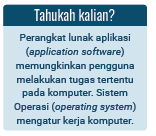 Tahukah kalian?
Perangkat lunak aplikasi
(application software)
memungkinkan pengguna
melakukan tugas tertentu
pada komputer. Sistem
Operasi (operating system)
mengatur kerja komputer.